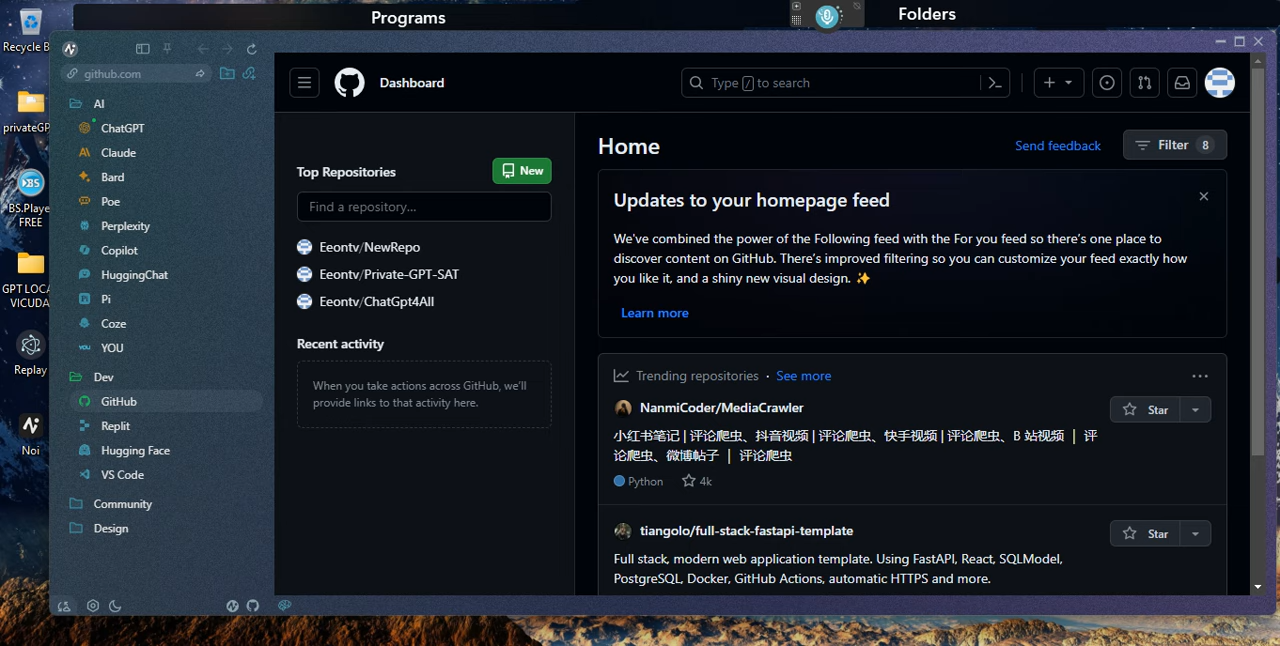 Programs
Folders
Recycle B
privateGP
BS.Playe
FREE
GPT LOCA
VICUDA
Replay
Noi
github.com
AI
ChatGPT
Claude
Bard
Poe
Perplexity
Copilot
HuggingChat
Pi
Coze
YOU
Dev
GitHub
Replit
Hugging Face
VS Code
Community
Design
Dashboard
Type / to search
Top Repositories
New
Find a repository...
Eeontv/NewRepo
Eeontv/Private-GPT-SAT
Eeontv/ChatGpt4All
Recent activity
When you take actions across GitHub, we'll
provide links to that activity here.
Home
Send feedback
Filter 8
Updates to your homepage feed
We've combined the power of the Following feed with the For you feed so there's one place to
discover content on GitHub. There's improved filtering so you can customize your feed exactly how
you like it, and a shiny new visual design. ✨
Learn more
Trending repositories · See more
NanmiCoder/MediaCrawler
Star
小红书笔记 | 评论爬虫、抖音视频 | 评论爬虫、快手视频 | 评论爬虫、B 站视频 ｜ 评
论爬虫、微博帖子 ｜ 评论爬虫
Python 4k
tiangolo/full-stack-fastapi-template
Star
Full stack, modern web application template. Using FastAPI, React, SQLModel,
PostgreSQL, Docker, GitHub Actions, automatic HTTPS and more.